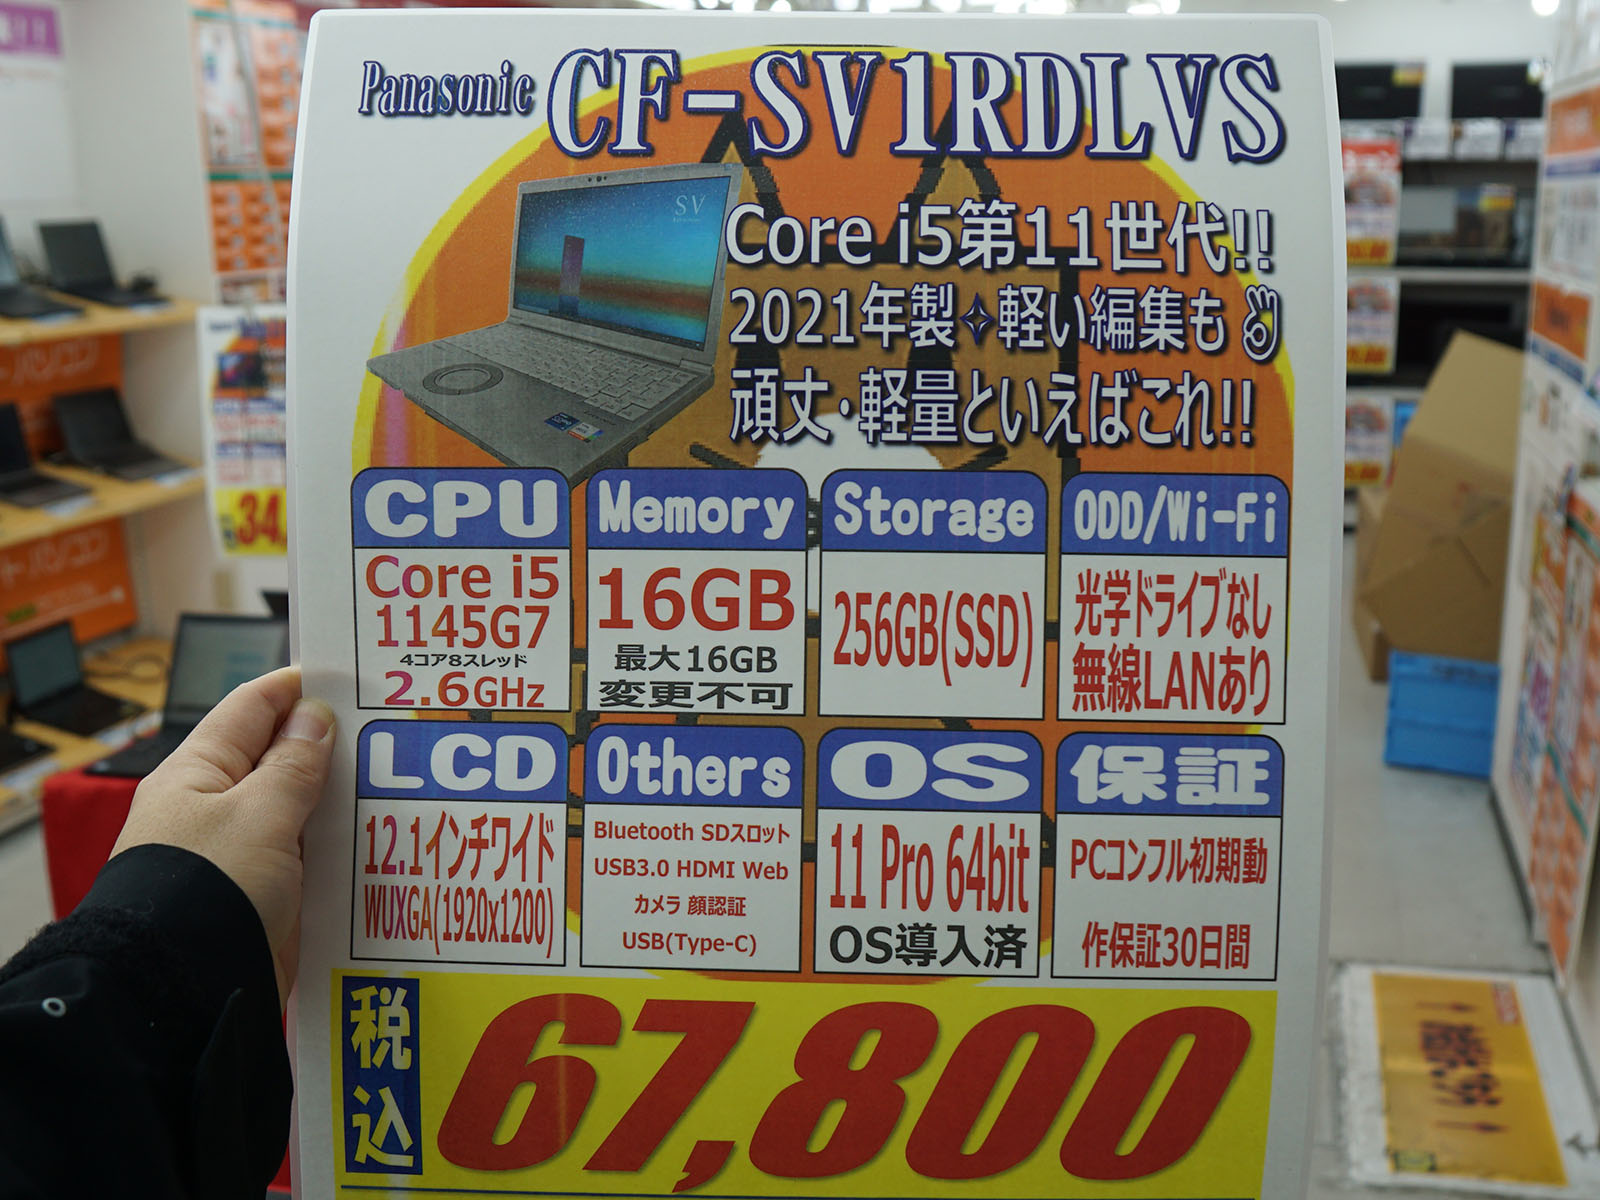 Panasonic CF-SV1RDLVS
SV
Core i5第11世代!!
2021年製✧軽い編集も👌
頑丈・軽量といえばこれ!!
CPU
Core i5
1145G7
4コア8スレッド
2.6GHz
Memory
16GB
最大16GB
変更不可
Storage
256GB(SSD)
ODD/Wi-Fi
光学ドライブなし
無線LANあり
LCD
12.1インチワイド
WUXGA(1920x1200)
Others
Bluetooth SDスロット
USB3.0 HDMI Web
カメラ 顔認証
USB(Type-C)
OS
11 Pro 64bit
OS導入済
保証
PCコンフル初期動
作保証30日間
税込
67,800
34,